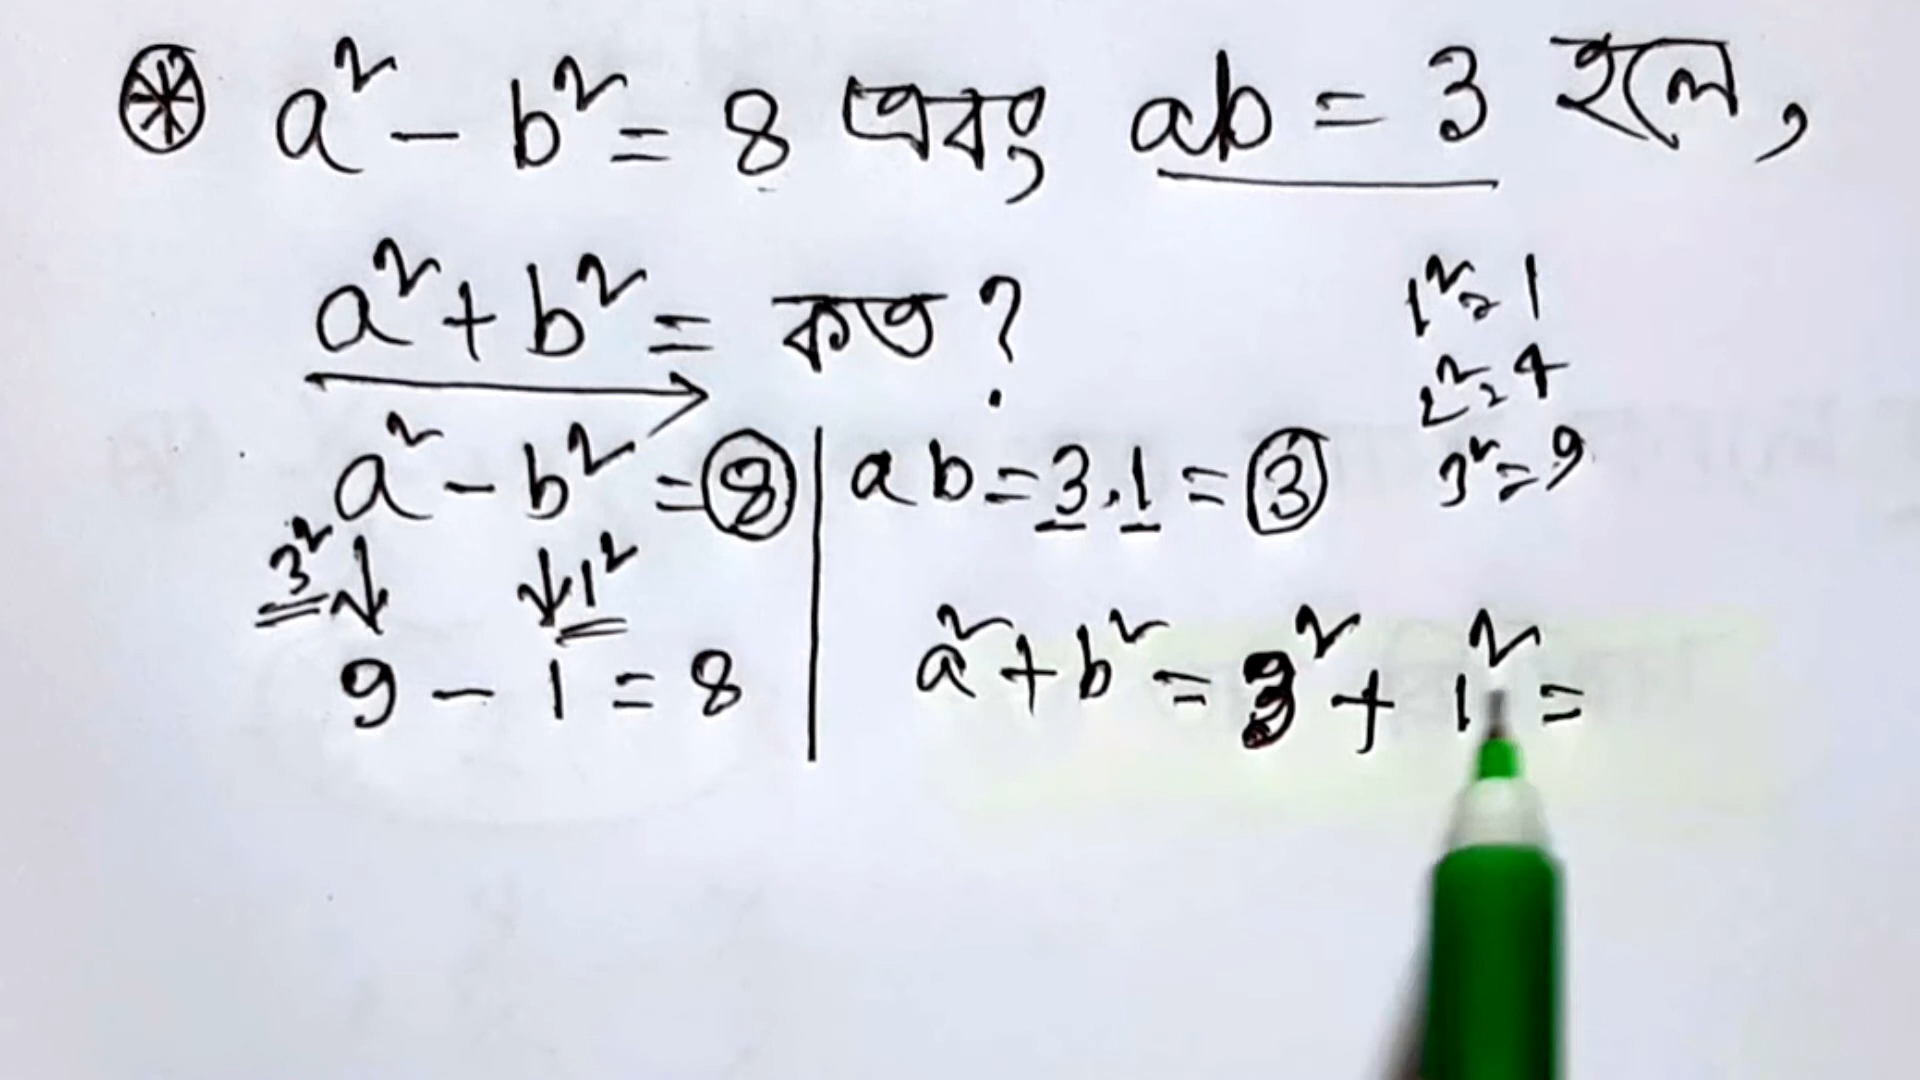 ⊛ a² - b² = 8 এবং ab = 3 হলে,
a² + b² = কত ?
1² = 1
2² = 4
3² = 9
a² - b² = 8
3² 1²
9 - 1 = 8
ab = 3.1 = 3
a² + b² = 3² + 1² =